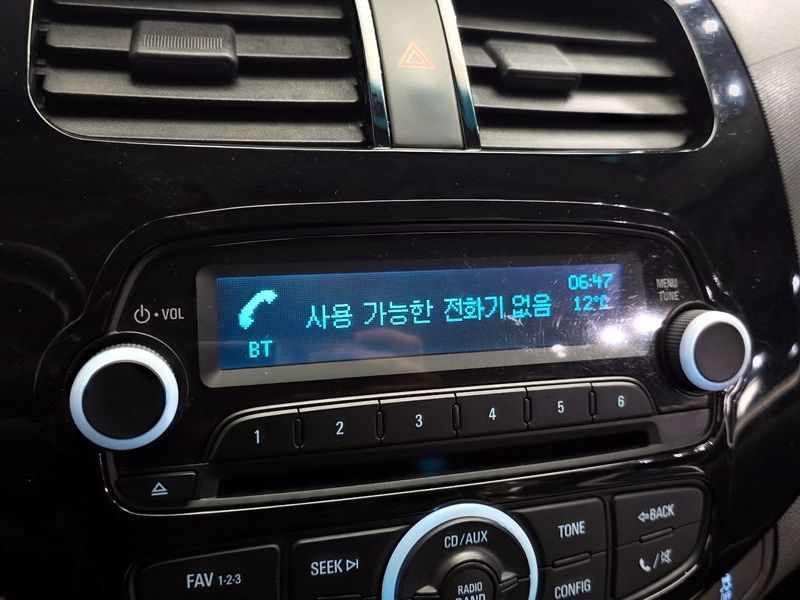 06:47
사용 가능한 전화기 없음 12°C
BT
VOL
MENU
TUNE
1 2 3 4 5 6
FAV 1-2-3
SEEK
CD/AUX
RADIO
BAND
TONE
CONFIG
BACK